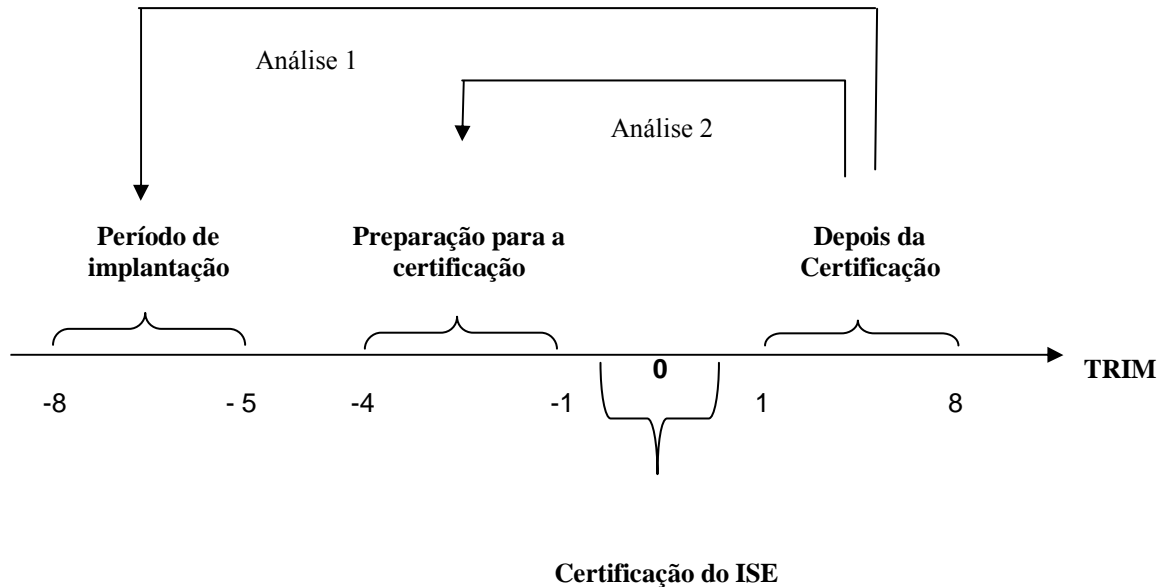 Análise 1
Análise 2
Período de
implantação
Preparação para a
certificação
Depois da
Certificação
0
TRIM
-8
- 5
-4
-1
1
8
Certificação do ISE